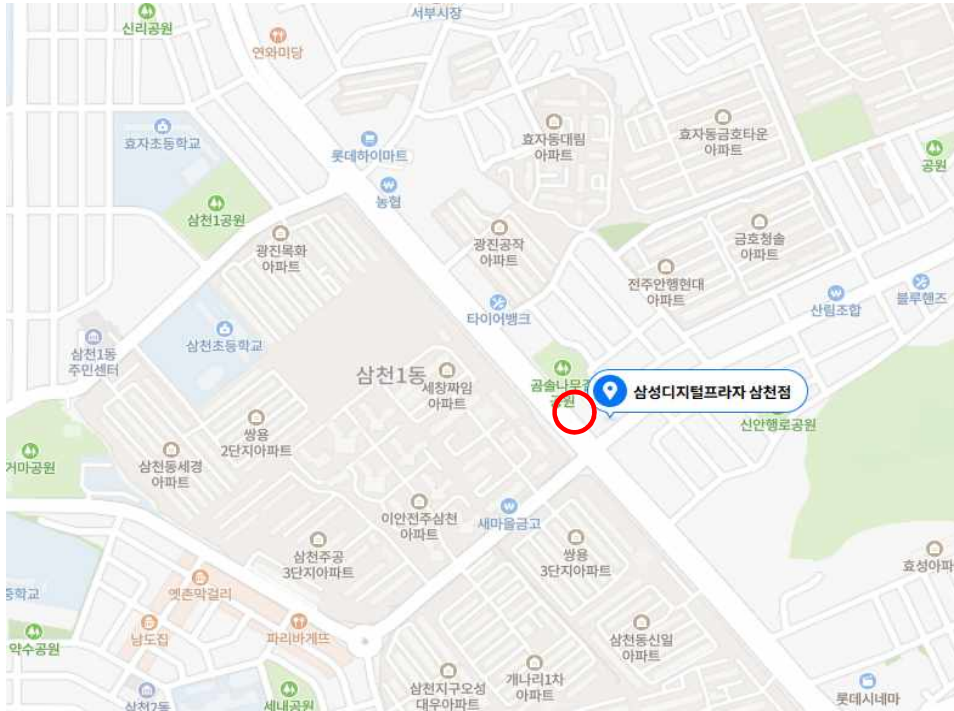 서부시장
신리공원
연와미당
효자초등학교
롯데하이마트
효자동대림
아파트
효자동금호타운
아파트
공원
농협
삼천1공원
광진목화
아파트
광진공작
아파트
금호청솔
아파트
전주안행현대
아파트
산림조합
블루핸즈
타이어뱅크
삼천초등학교
삼천1동
주민센터
삼천1동
세창짜임
아파트
곰솔나무
공원
삼성디지털프라자 삼천점
신안행로공원
쌍용
2단지아파트
거마공원
삼천동세경
아파트
이안전주삼천
아파트
새마을금고
삼천주공
3단지아파트
쌍용
3단지아파트
효성아파
중학교
옛촌막걸리
남도집
파리바게뜨
약수공원
삼천동신일
아파트
삼천지구오성
대우아파트
개나리1차
아파트
롯데시네마
삼천2동
세내공원